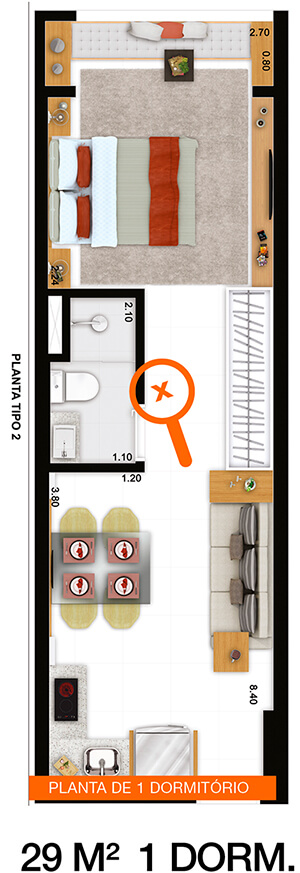 2.70
0.80
2.24
2.10
x
PLANTA TIPO 2
1.10
1.20
3.80
8.40
PLANTA DE 1 DORMITÓRIO
29 M² 1 DORM.